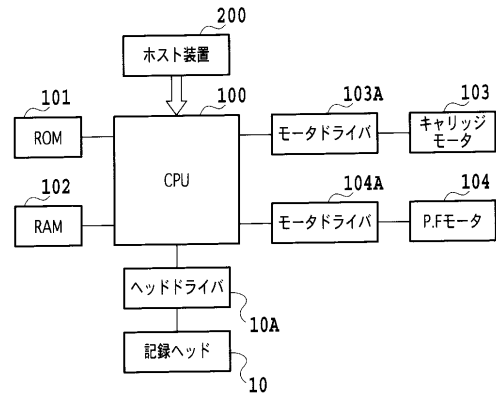 200
ホスト装置
101
100
103A
103
ROM
モータドライバ
キャリッジ
モータ
CPU
102
104A
104
RAM
モータドライバ
P.Fモータ
ヘッドドライバ
10A
記録ヘッド
10